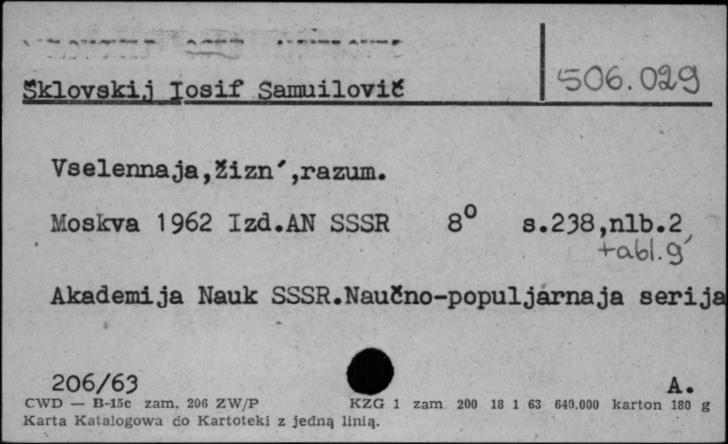 Šklovskij Iosif Samuilovič
506.029
Vselennaja,žizn´,razum.
Moskva 1962 Izd.AN SSSR 8° s.238,nlb.2
tabl.9
Akademija Nauk SSSR.Naučno-populjarnaja serija
206/63 A.
CWD — B-15c zam. 206 ZW/P KZG 1 zam 200 18 1 63 640.000 karton 180 g
Karta Katalogowa do Kartoteki z jedną linią.